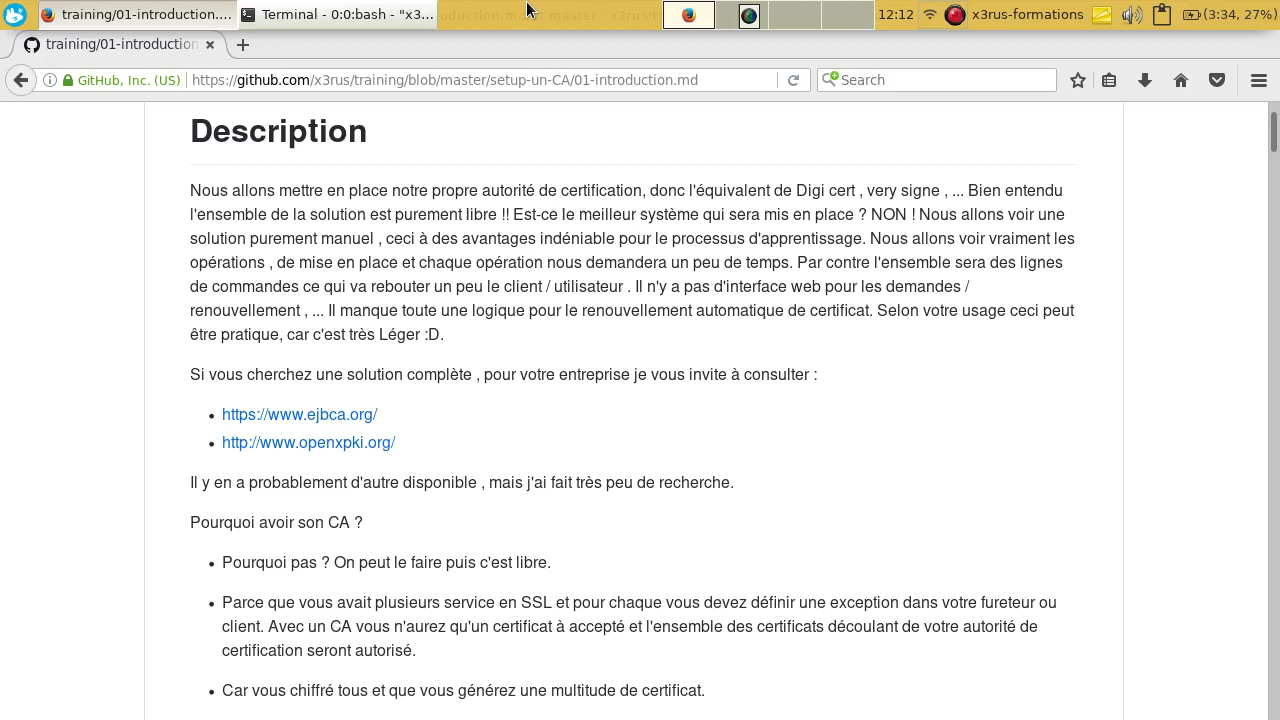 training/01-introduction....
Terminal - 0:0:bash - "x3...
12:12
x3rus-formations
(3:34, 27%)
training/01-introduction
GitHub, Inc. (US)
https://github.com/x3rus/training/blob/master/setup-un-CA/01-introduction.md
Search
Description
Nous allons mettre en place notre propre autorité de certification, donc l'équivalent de Digi cert , very signe , ... Bien entendu
l'ensemble de la solution est purement libre !! Est-ce le meilleur système qui sera mis en place ? NON ! Nous allons voir une
solution purement manuel , ceci à des avantages indéniable pour le processus d'apprentissage. Nous allons voir vraiment les
opérations , de mise en place et chaque opération nous demandera un peu de temps. Par contre l'ensemble sera des lignes
de commandes ce qui va rebouter un peu le client / utilisateur . Il n'y a pas d'interface web pour les demandes /
renouvellement , ... Il manque toute une logique pour le renouvellement automatique de certificat. Selon votre usage ceci peut
être pratique, car c'est très Léger :D.
Si vous cherchez une solution complète , pour votre entreprise je vous invite à consulter :
https://www.ejbca.org/
http://www.openxpki.org/
Il y en a probablement d'autre disponible , mais j'ai fait très peu de recherche.
Pourquoi avoir son CA ?
Pourquoi pas ? On peut le faire puis c'est libre.
Parce que vous avait plusieurs service en SSL et pour chaque vous devez définir une exception dans votre fureteur ou
client. Avec un CA vous n'aurez qu'un certificat à accepté et l'ensemble des certificats découlant de votre autorité de
certification seront autorisé.
Car vous chiffré tous et que vous générez une multitude de certificat.